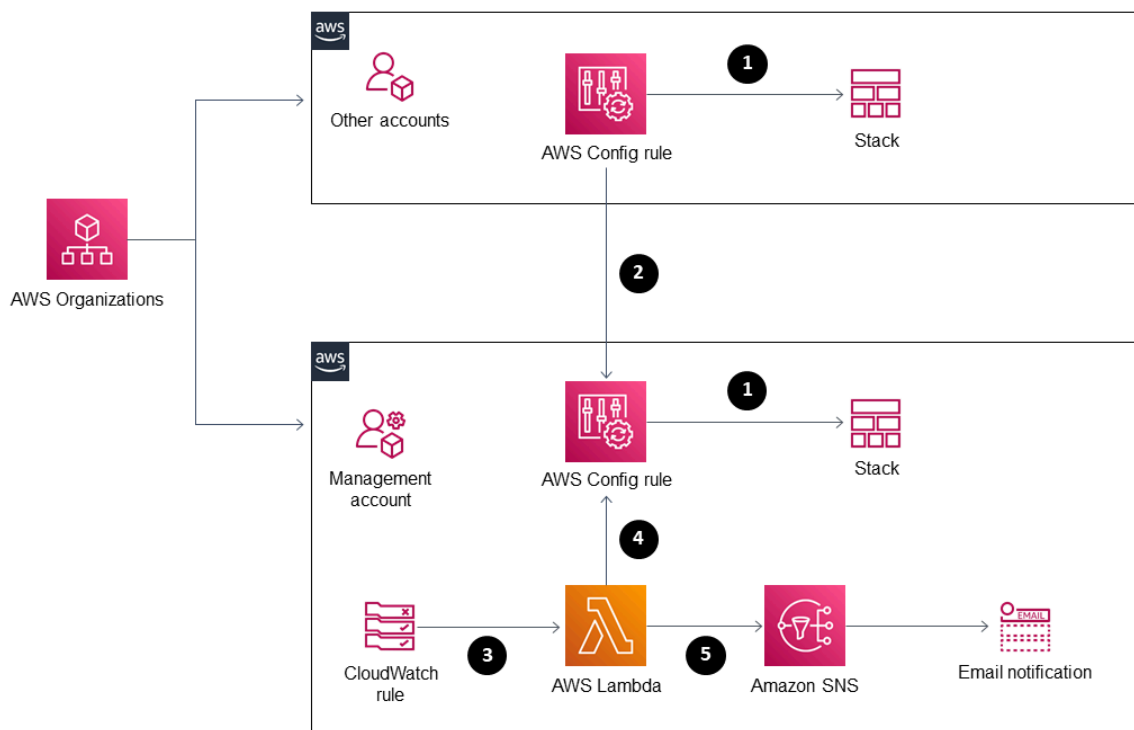 aws
1
Other accounts
AWS Config rule
Stack
2
AWS Organizations
aws
1
Management
account
AWS Config rule
Stack
4
CloudWatch
rule
3
AWS Lambda
5
Amazon SNS
EMAIL
Email notification